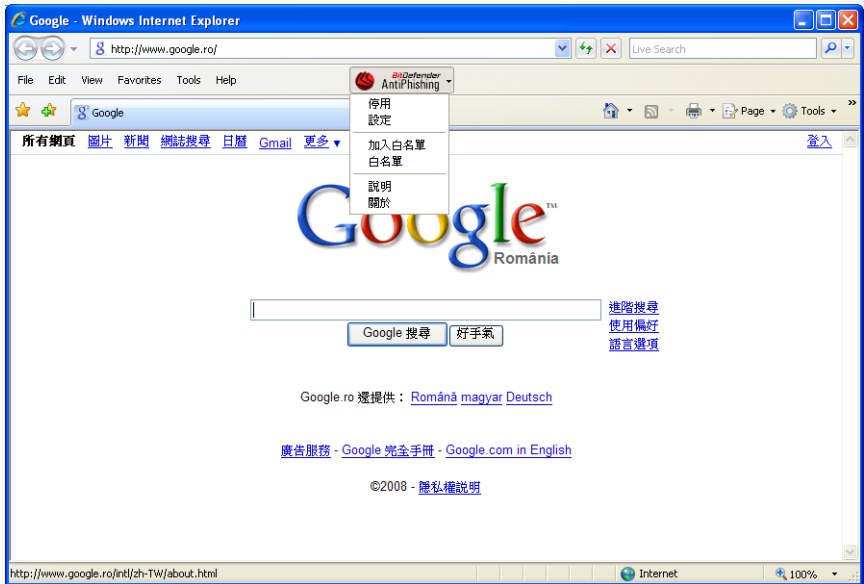 Google - Windows Internet Explorer
http://www.google.ro/
Live Search
File Edit View Favorites Tools Help
BitDefender
AntiPhishing
Google
Page Tools
停用
設定
加入白名單
白名單
說明
關於
所有網頁 圖片 新聞 網誌搜尋 日曆 Gmail 更多 ▼
登入
Google™
România
進階搜尋
使用偏好
語言選項
Google 搜尋 好手氣
Google.ro 還提供： Română magyar Deutsch
廣告服務 - Google 完全手冊 - Google.com in English
©2008 - 隱私權說明
http://www.google.ro/intl/zh-TW/about.html
Internet
100%